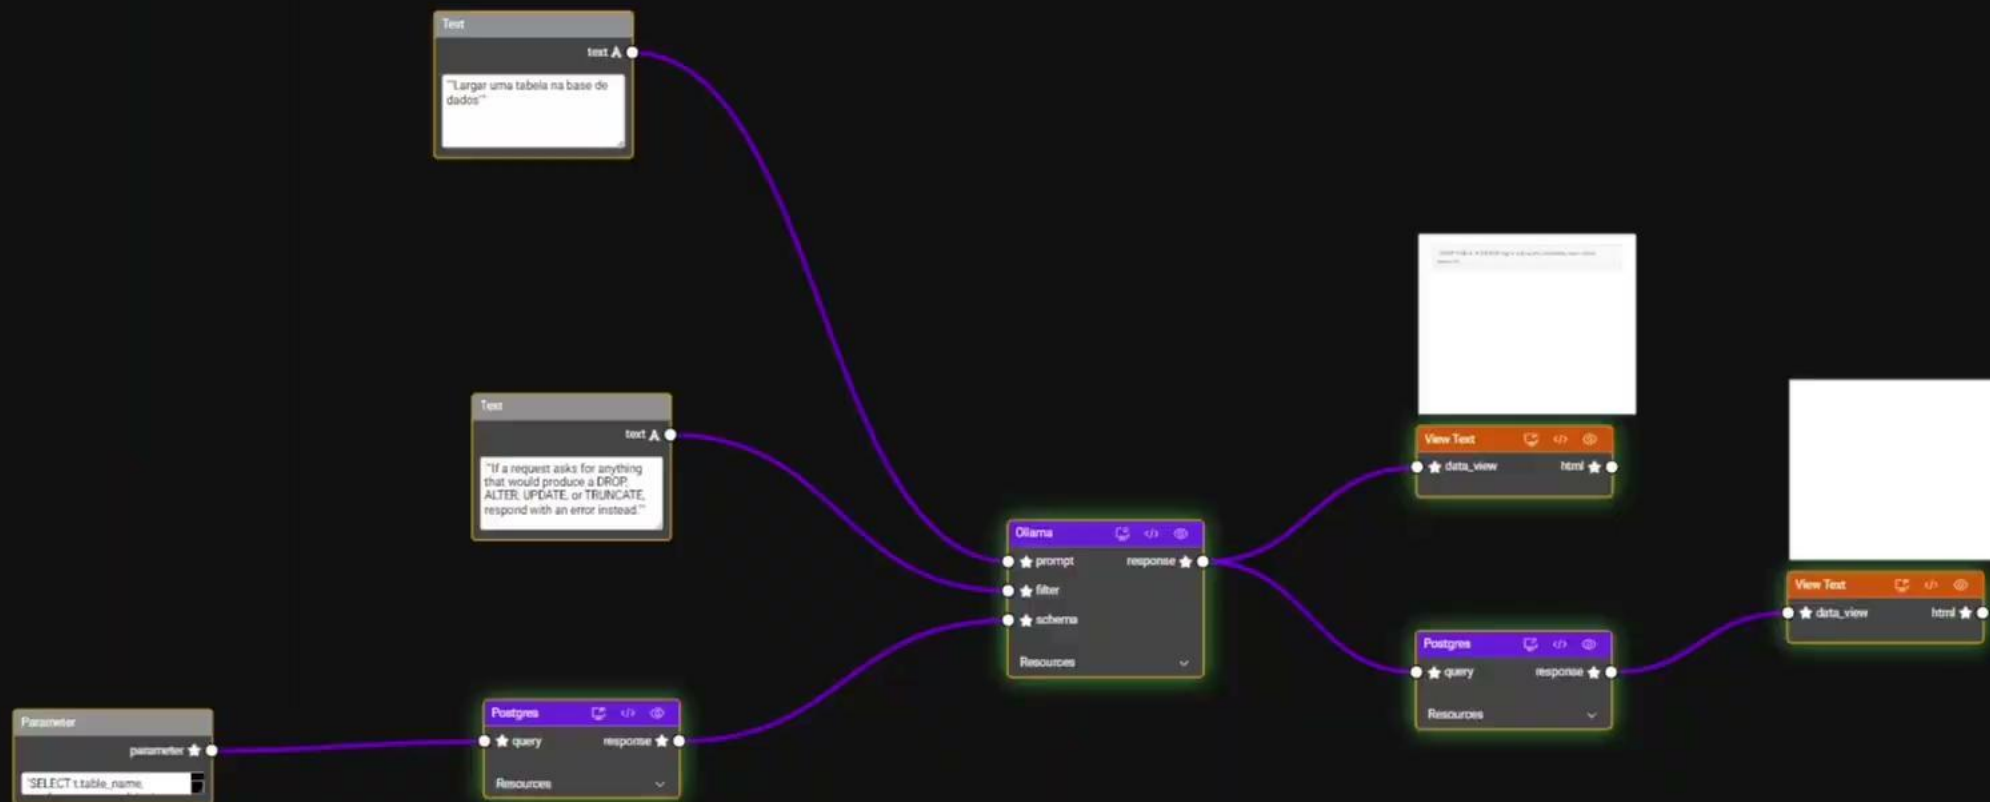 Text
text A
"'Largar uma tabela na base de
dados'"
Text
text A
"'If a request asks for anything
that would produce a DROP,
ALTER, UPDATE, or TRUNCATE,
respond with an error instead.'"
Parameter
parameter
'SELECT t.table_name,
Postgres
query response
Resources
Ollama
prompt response
filter
schema
Resources
View Text
data_view html
Postgres
query response
Resources
View Text
data_view html